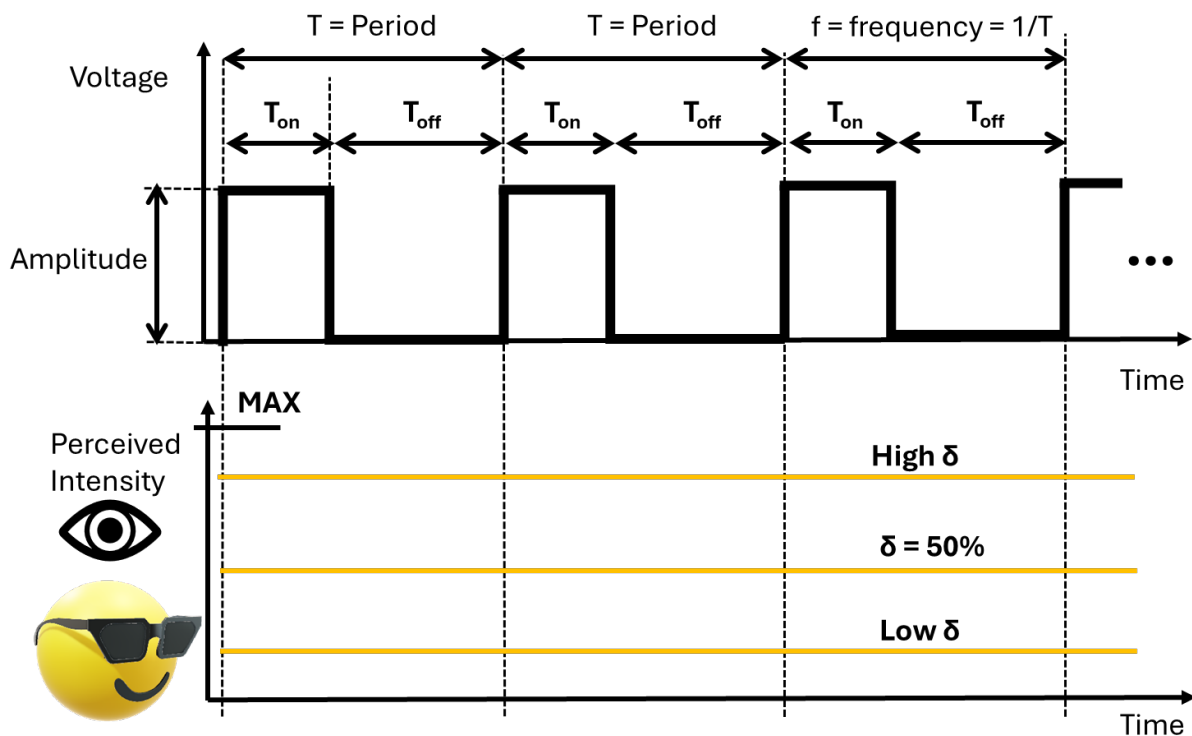 T = Period
T = Period
f = frequency = 1/T
Voltage
Ton
Toff
Ton
Toff
Ton
Toff
Amplitude
...
Time
MAX
Perceived
Intensity
High δ
δ = 50%
Low δ
Time